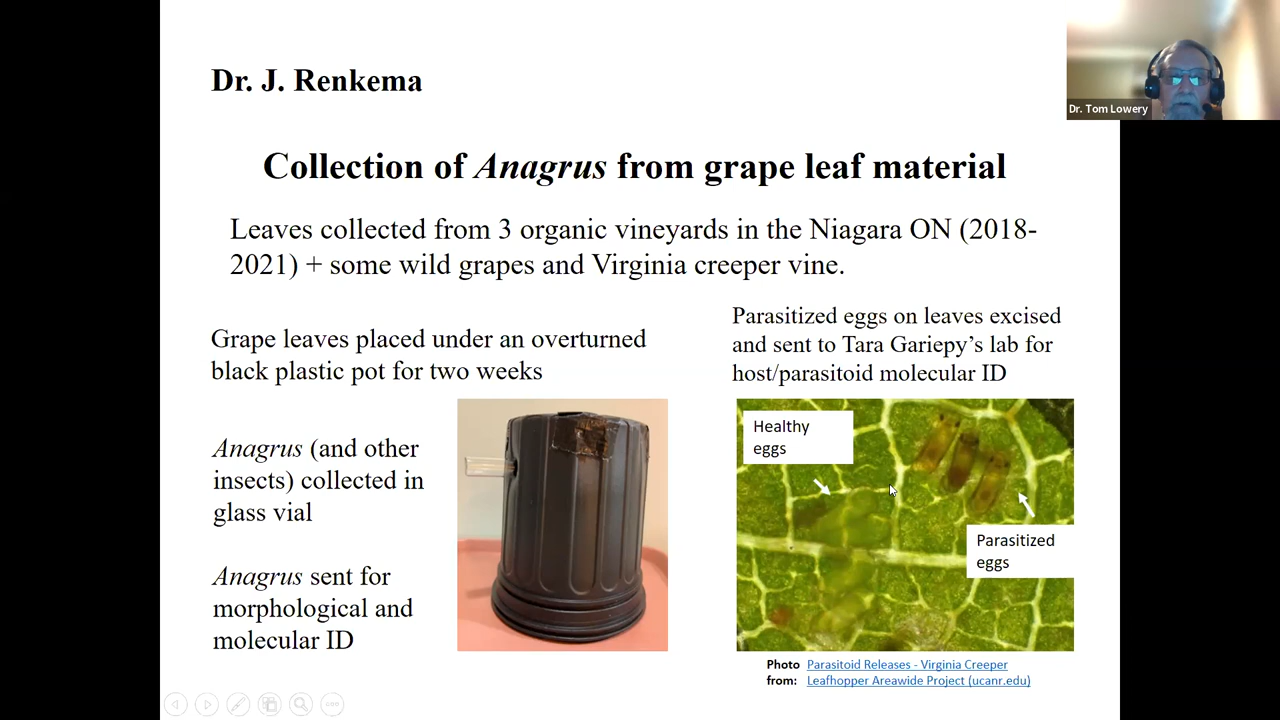 Dr. J. Renkema
Dr. Tom Lowery
Collection of Anagrus from grape leaf material
Leaves collected from 3 organic vineyards in the Niagara ON (2018-
2021) + some wild grapes and Virginia creeper vine.
Grape leaves placed under an overturned
black plastic pot for two weeks
Anagrus (and other
insects) collected in
glass vial
Anagrus sent for
morphological and
molecular ID
Parasitized eggs on leaves excised
and sent to Tara Gariepy’s lab for
host/parasitoid molecular ID
Healthy
eggs
Parasitized
eggs
Photo Parasitoid Releases - Virginia Creeper
from: Leafhopper Areawide Project (ucanr.edu)